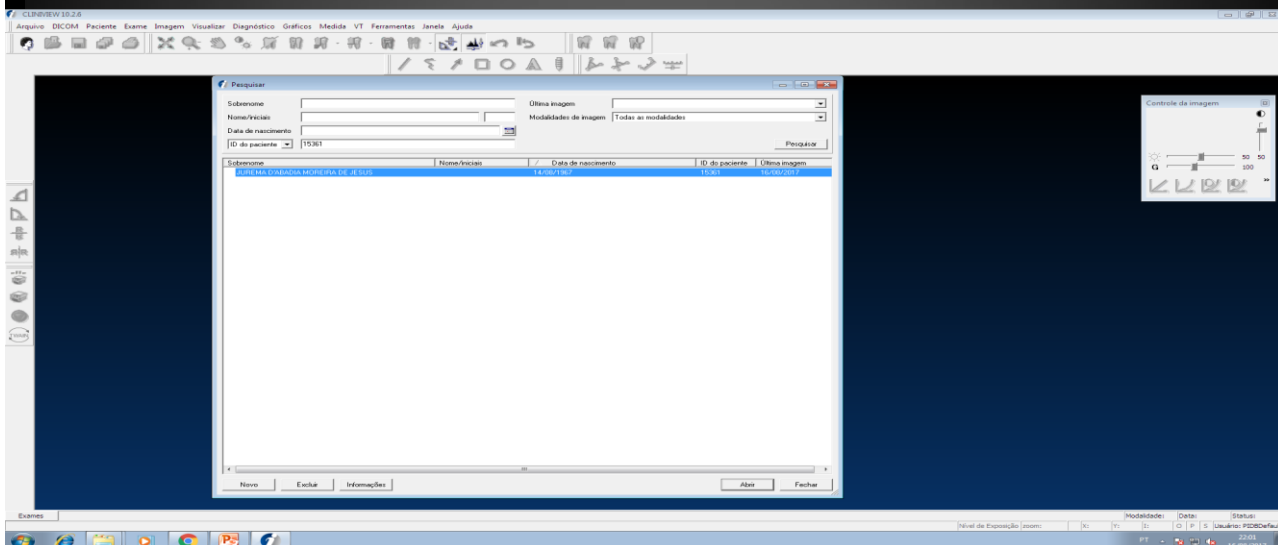 CLINIVIEW 10.2.6
Arquivo DICOM Paciente Exame Imagem Visualizar Diagnóstico Gráficos Medida VT Ferramentas Janela Ajuda
Pesquisar
Sobrenome
Última imagem
Nome/iniciais
Modalidades de imagem Todas as modalidades
Data de nascimento
ID do paciente 15361
Pesquisar
Sobrenome Nome/iniciais / Data de nascimento ID do paciente Última imagem
JUREMA D'ABADIA MOREIRA DE JESUS 14/08/1967 15361 16/08/2017
Novo Excluir Informações Abrir Fechar
Controle da imagem
50 50
G 100
Exames
Modalidade: Data: Status:
Nível de Exposição zoom: X: Y: I: O P S Usuário: PIDBDefau
PT 22:01